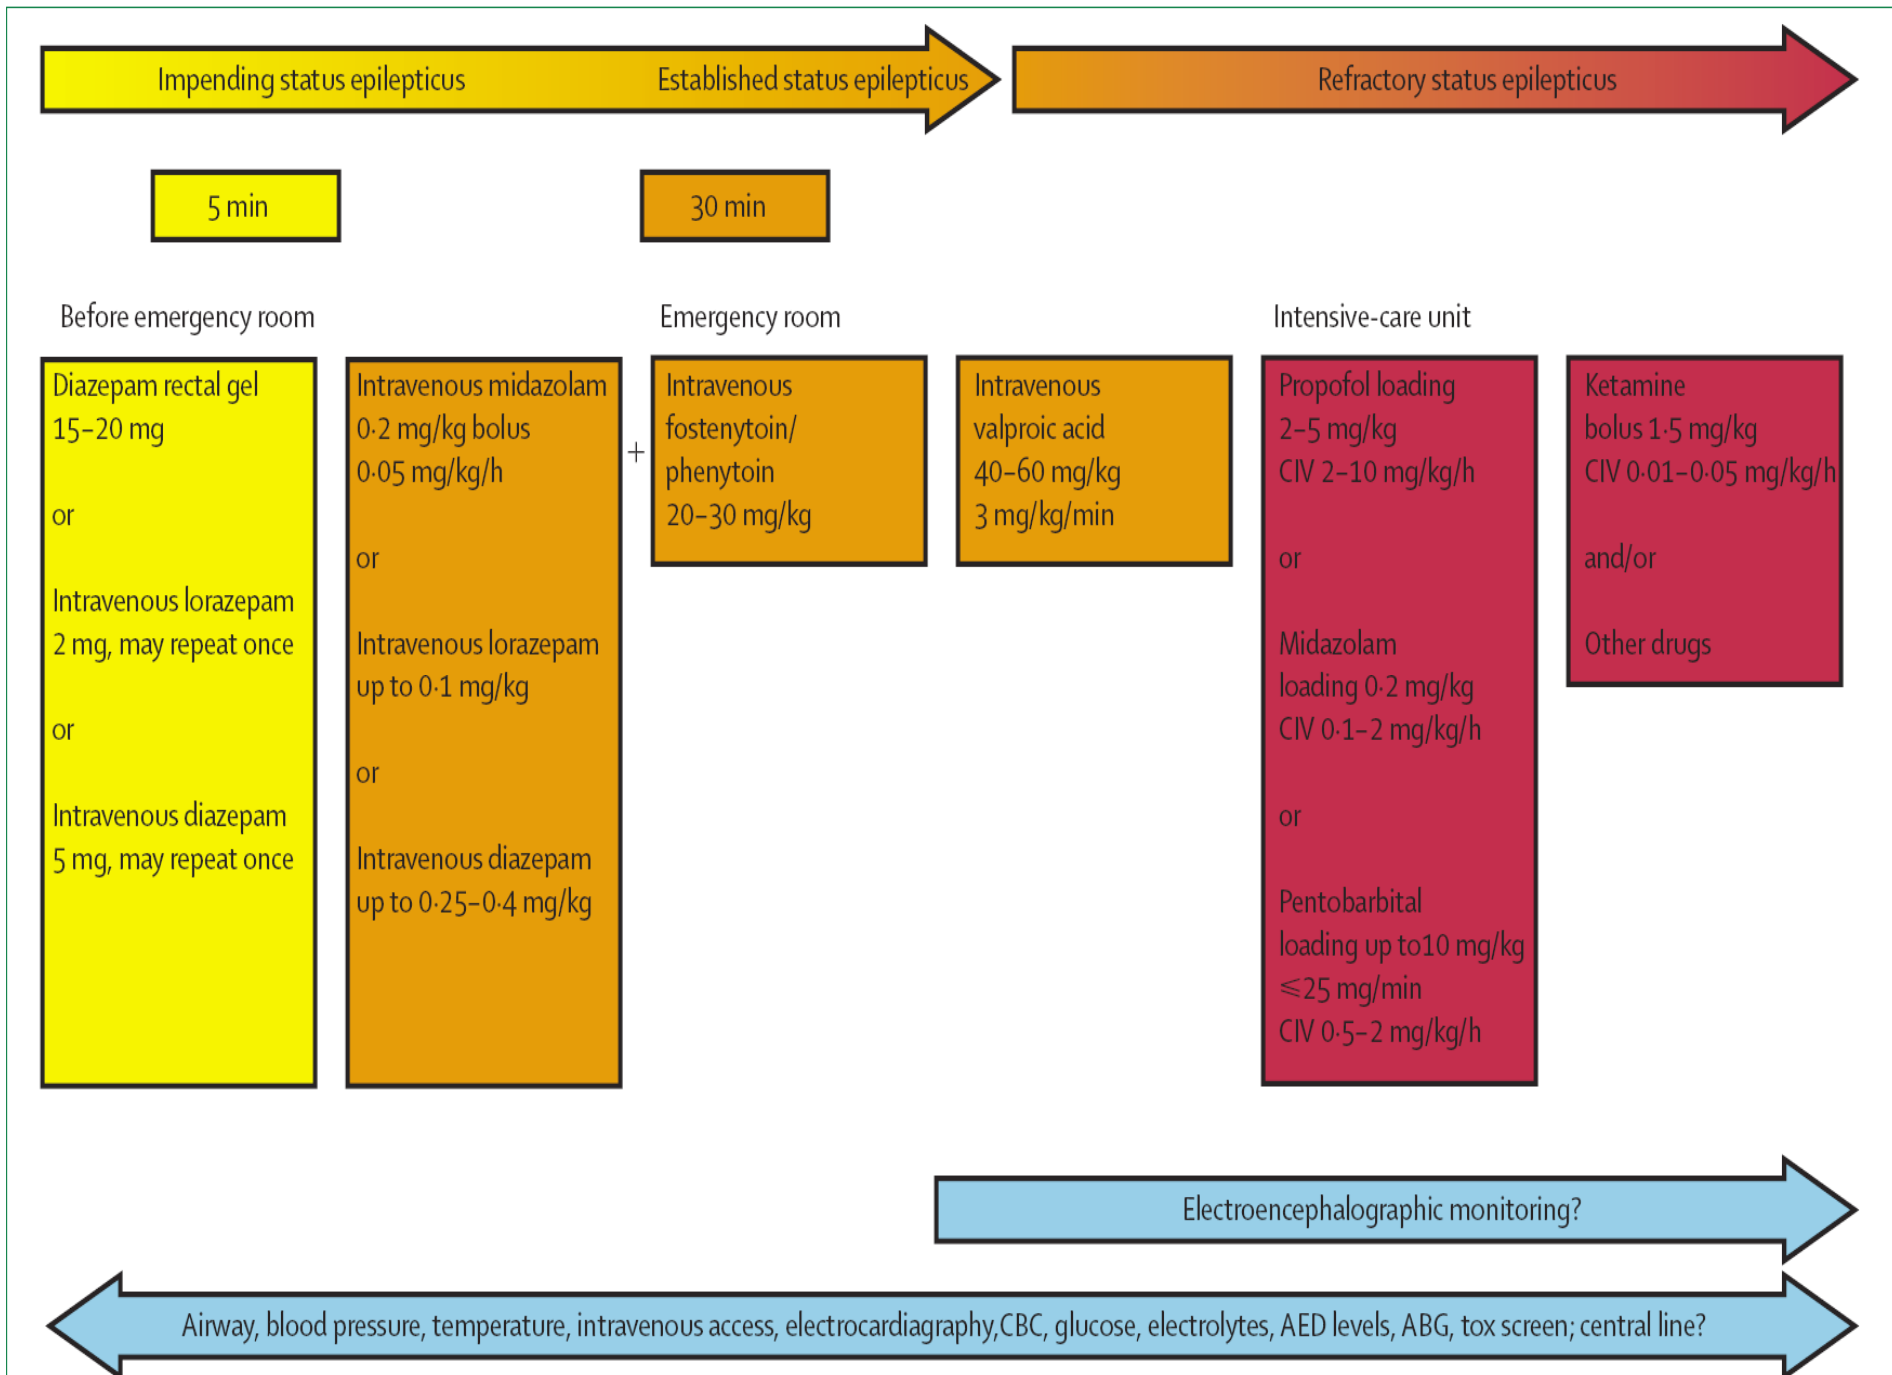 Impending status epilepticus
Established status epilepticus
Refractory status epilepticus
5 min
30 min
Before emergency room
Emergency room
Intensive-care unit
Diazepam rectal gel
15–20 mg
or
Intravenous lorazepam
2 mg, may repeat once
or
Intravenous diazepam
5 mg, may repeat once
Intravenous midazolam
0·2 mg/kg bolus
0·05 mg/kg/h
or
Intravenous lorazepam
up to 0·1 mg/kg
or
Intravenous diazepam
up to 0·25–0·4 mg/kg
+
Intravenous
fostenytoin/
phenytoin
20–30 mg/kg
Intravenous
valproic acid
40–60 mg/kg
3 mg/kg/min
Propofol loading
2–5 mg/kg
CIV 2–10 mg/kg/h
or
Midazolam
loading 0·2 mg/kg
CIV 0·1–2 mg/kg/h
or
Pentobarbital
loading up to10 mg/kg
≤25 mg/min
CIV 0·5–2 mg/kg/h
Ketamine
bolus 1·5 mg/kg
CIV 0·01–0·05 mg/kg/h
and/or
Other drugs
Electroencephalographic monitoring?
Airway, blood pressure, temperature, intravenous access, electrocardiagraphy,CBC, glucose, electrolytes, AED levels, ABG, tox screen; central line?